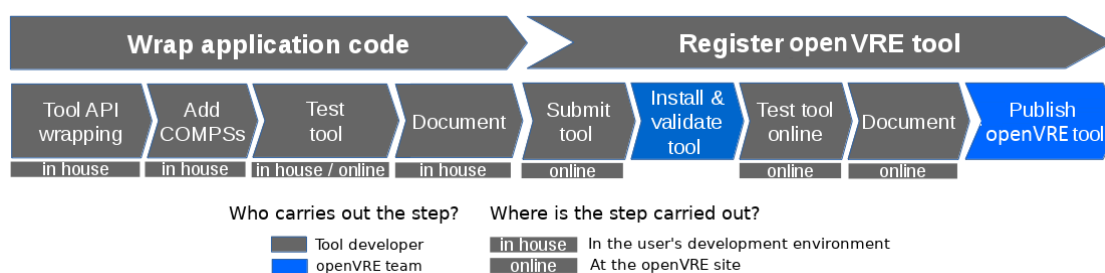 Wrap application code
Register open VRE tool
Tool API
wrapping
Add
COMPSs
Test
tool
Document
Submit
tool
Install &
validate
tool
Test tool
online
Document
Publish
openVRE tool
in house
in house
in house / online
in house
online
online
online
Who carries out the step?
Where is the step carried out?
Tool developer
in house
In the user's development environment
openVRE team
online
At the openVRE site